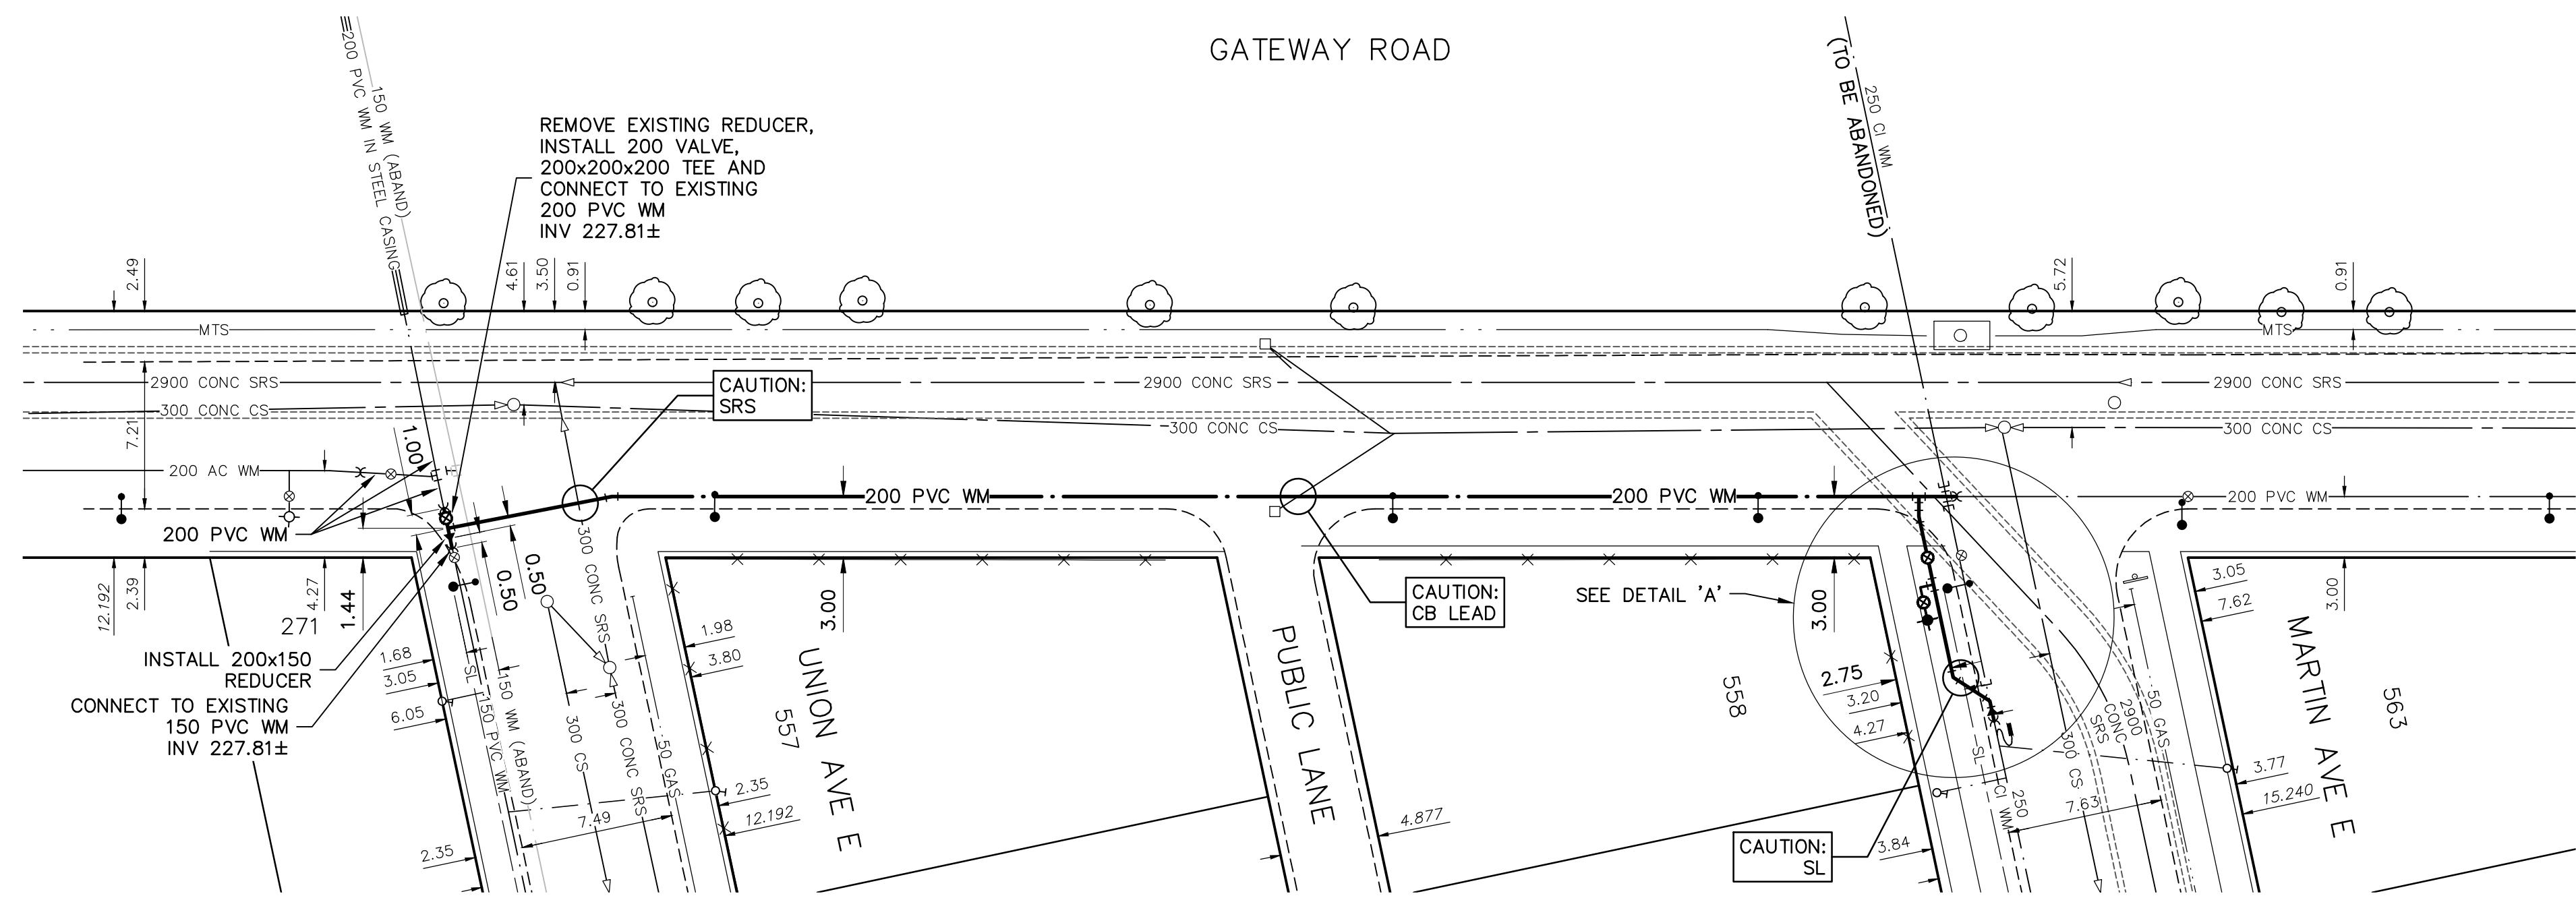 GATEWAY ROAD
200 PVC WM IN STEEL CASING
150 WM (ABAND)
REMOVE EXISTING REDUCER,
INSTALL 200 VALVE,
200x200x200 TEE AND
CONNECT TO EXISTING
200 PVC WM
INV 227.81±
(TO BE ABANDONED)
250 CI WM
2.49
4.61
3.50
0.91
5.72
0.91
MTS
MTS
2900 CONC SRS
2900 CONC SRS
2900 CONC SRS
CAUTION:
SRS
300 CONC CS
300 CONC CS
300 CONC CS
7.21
1.00
200 AC WM
200 PVC WM
200 PVC WM
200 PVC WM
200 PVC WM
12.192
2.39
4.27
1.44
271
0.50
0.50
300 CONC SRS
3.00
CAUTION:
CB LEAD
SEE DETAIL 'A'
3.00
3.05
7.62
3.00
INSTALL 200x150
REDUCER
CONNECT TO EXISTING
150 PVC WM
INV 227.81±
1.68
3.05
6.05
2.35
SL
150 PVC WM
150 WM (ABAND)
300 CS
300 CONC SRS
50 GAS
7.49
1.98
3.80
2.35
12.192
UNION AVE E
557
PUBLIC LANE
4.877
558
2.75
3.20
4.27
3.84
CAUTION:
SL
SL
250
CI WM
300 CS
2900
CONC
SRS
50 GAS
7.63
3.77
15.240
MARTIN AVE E
563